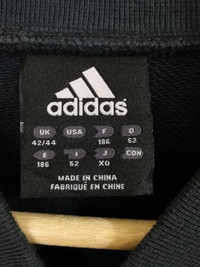 adidas
UK USA F D
42/44 L 186 52
E I J CDN
186 52 XO L
MADE IN CHINA
FABRIQUÉ EN CHINE